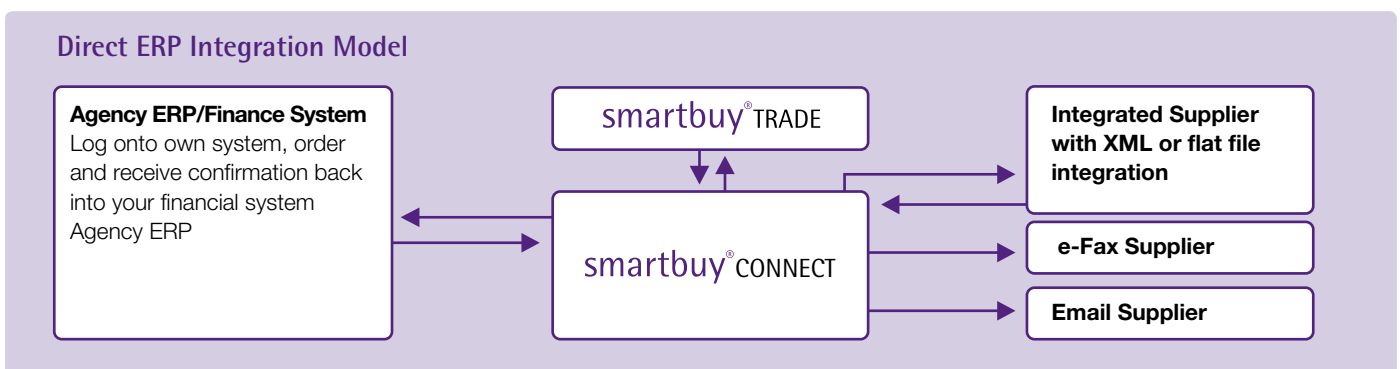 Direct ERP Integration Model
Agency ERP/Finance System
Log onto own system, order
and receive confirmation back
into your financial system
Agency ERP
smartbuy® TRADE
smartbuy® CONNECT
Integrated Supplier
with XML or flat file
integration
e-Fax Supplier
Email Supplier